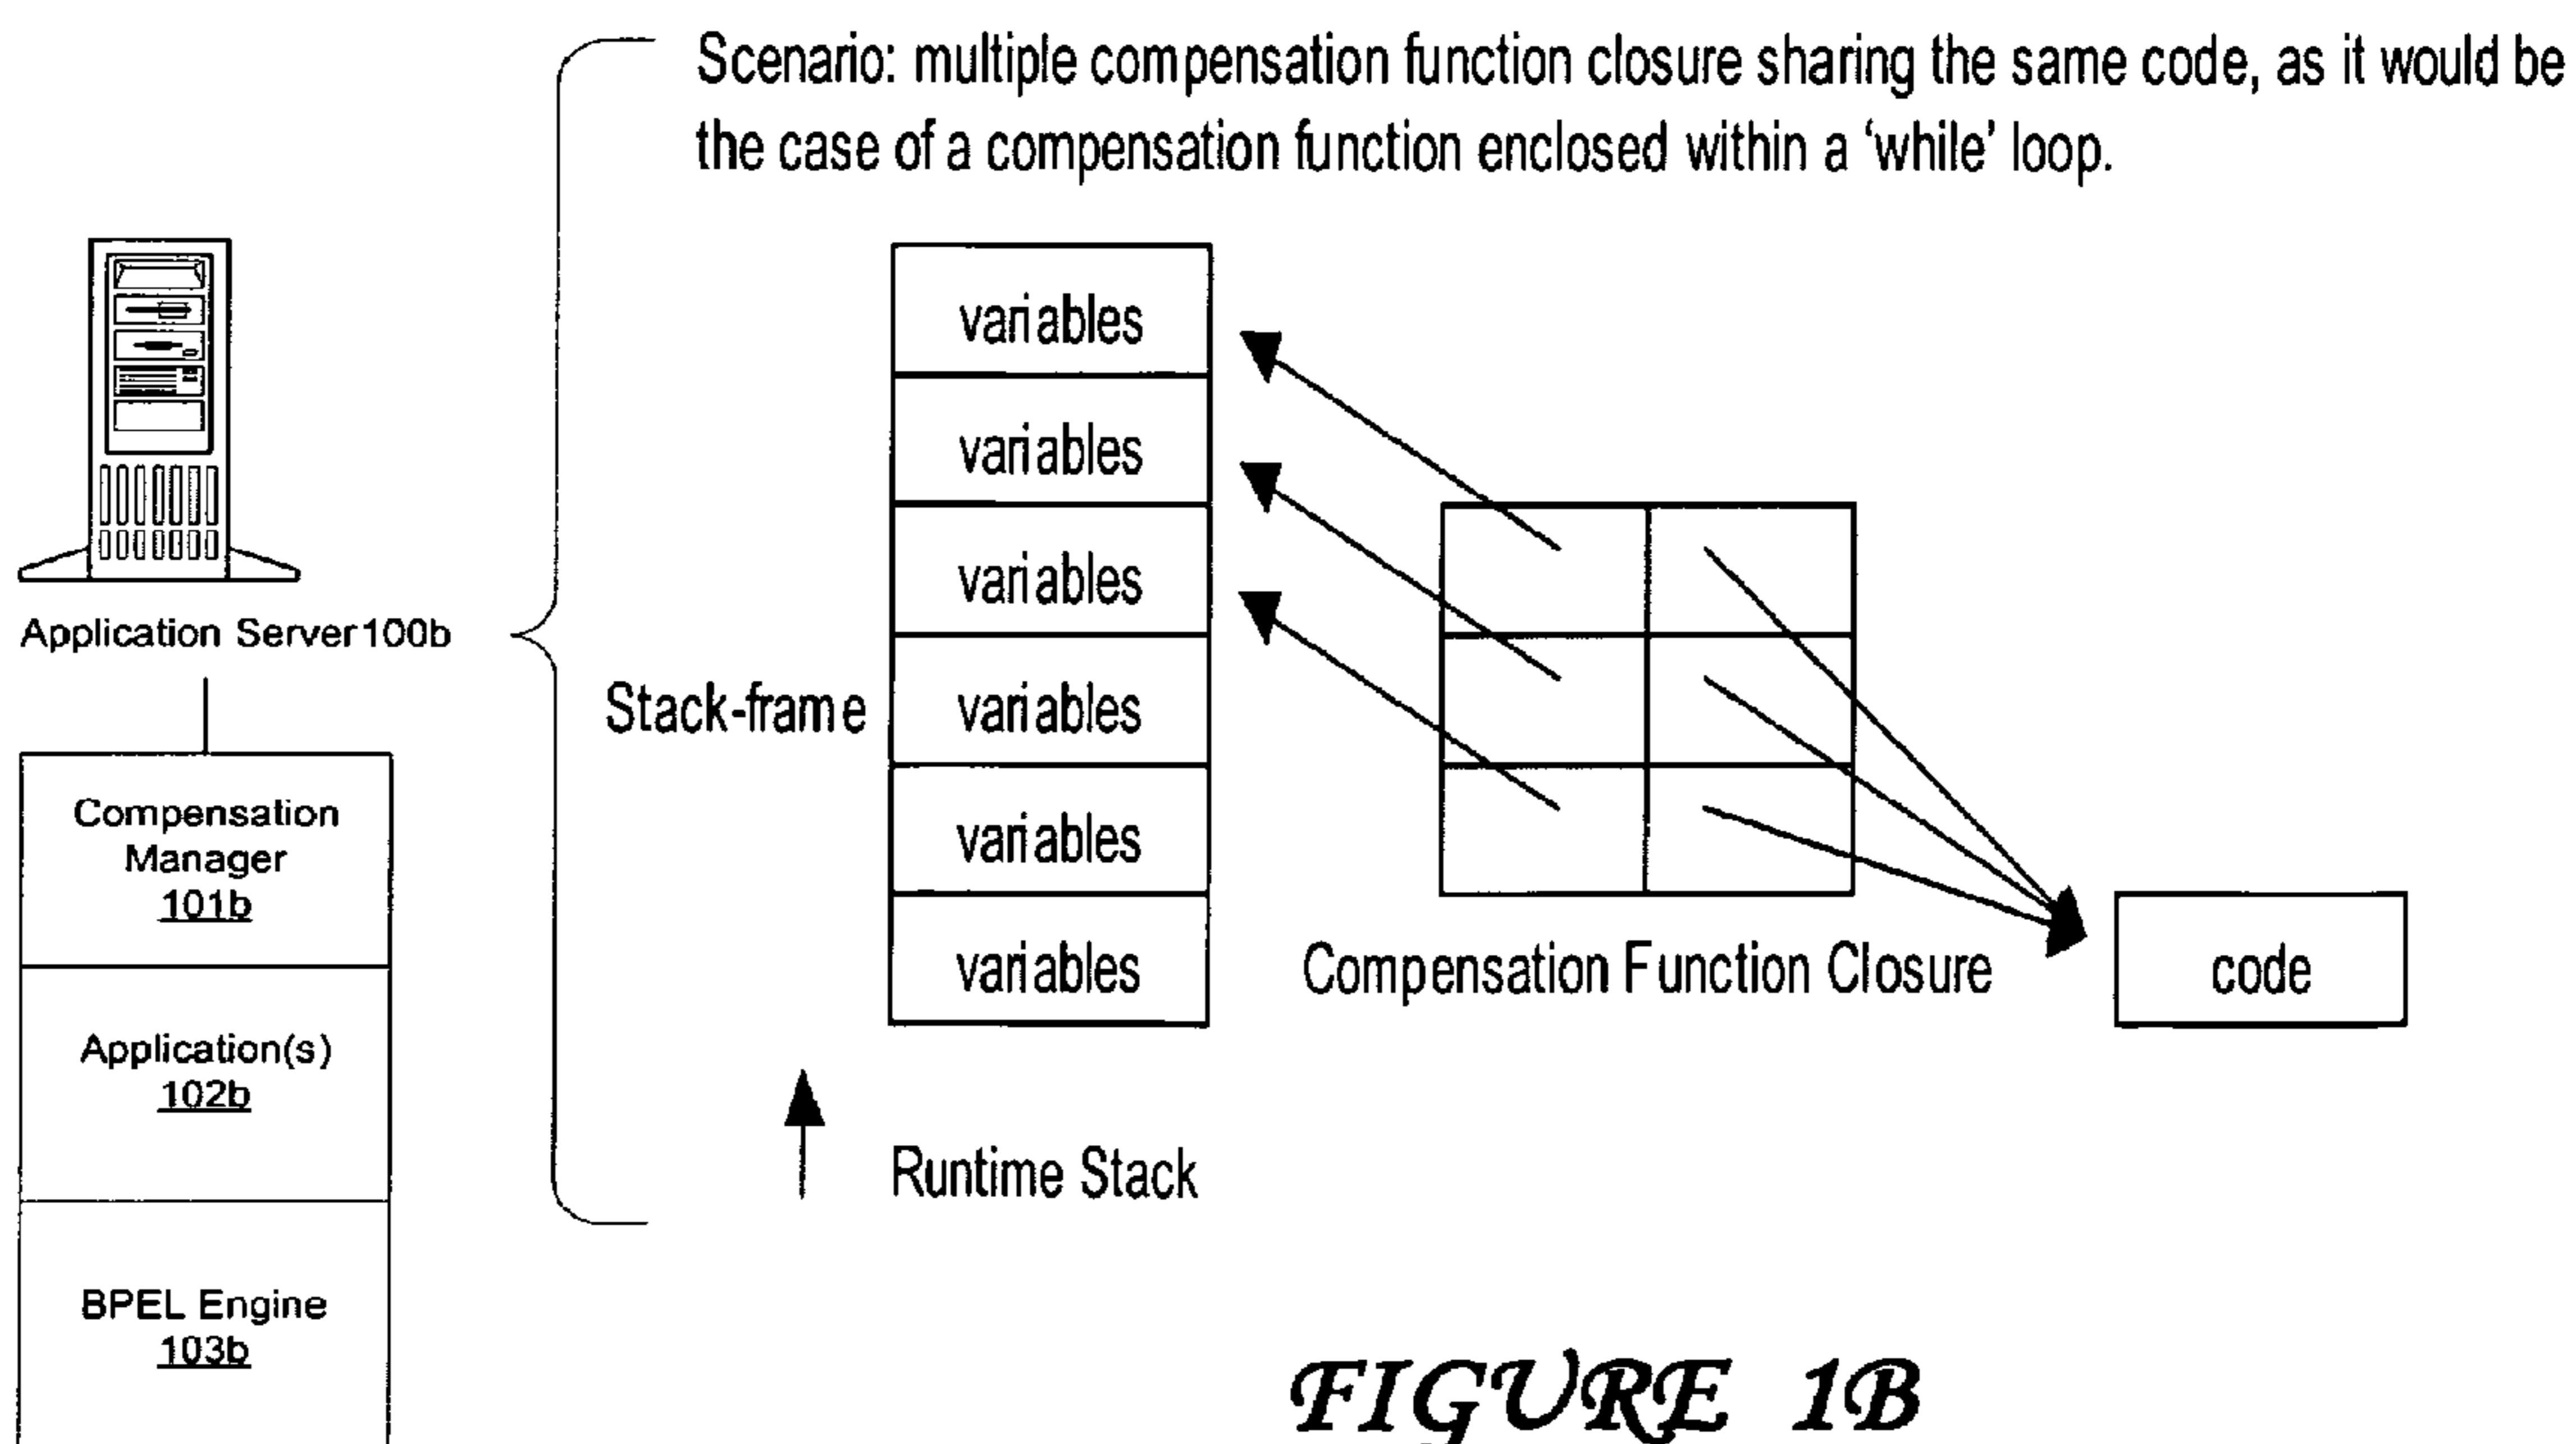 Scenario: multiple compensation function closure sharing the same code, as it would be
the case of a compensation function enclosed within a ‘while’ loop.
Application Server 100b
Compensation
Manager
101b
Application(s)
102b
BPEL Engine
103b
Stack-frame
variables
variables
variables
variables
variables
variables
Compensation Function Closure
code
Runtime Stack
FIGURE 1B